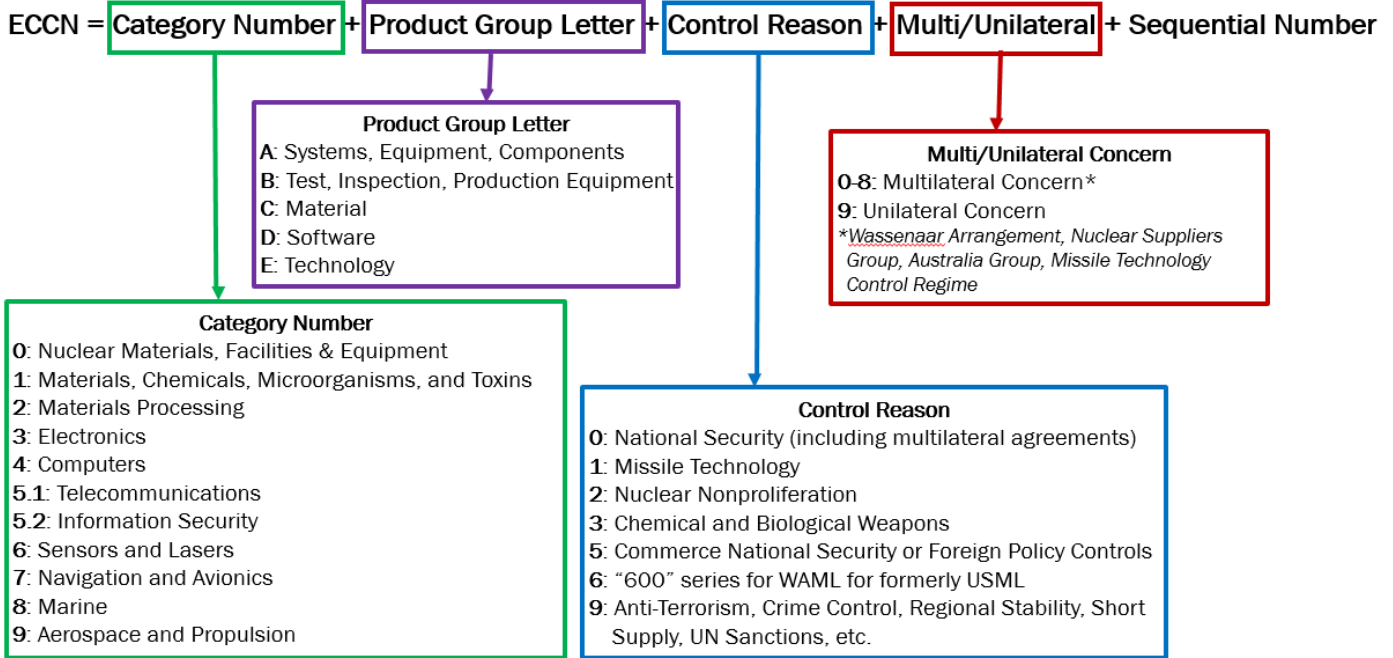 ECCN = Category Number + Product Group Letter + Control Reason + Multi/Unilateral + Sequential Number
Product Group Letter
A: Systems, Equipment, Components
B: Test, Inspection, Production Equipment
C: Material
D: Software
E: Technology
Multi/Unilateral Concern
0-8: Multilateral Concern*
9: Unilateral Concern
*Wassenaar Arrangement, Nuclear Suppliers
Group, Australia Group, Missile Technology
Control Regime
Category Number
0: Nuclear Materials, Facilities & Equipment
1: Materials, Chemicals, Microorganisms, and Toxins
2: Materials Processing
3: Electronics
4: Computers
5.1: Telecommunications
5.2: Information Security
6: Sensors and Lasers
7: Navigation and Avionics
8: Marine
9: Aerospace and Propulsion
Control Reason
0: National Security (including multilateral agreements)
1: Missile Technology
2: Nuclear Nonproliferation
3: Chemical and Biological Weapons
5: Commerce National Security or Foreign Policy Controls
6: “600” series for WAML for formerly USML
9: Anti-Terrorism, Crime Control, Regional Stability, Short
Supply, UN Sanctions, etc.